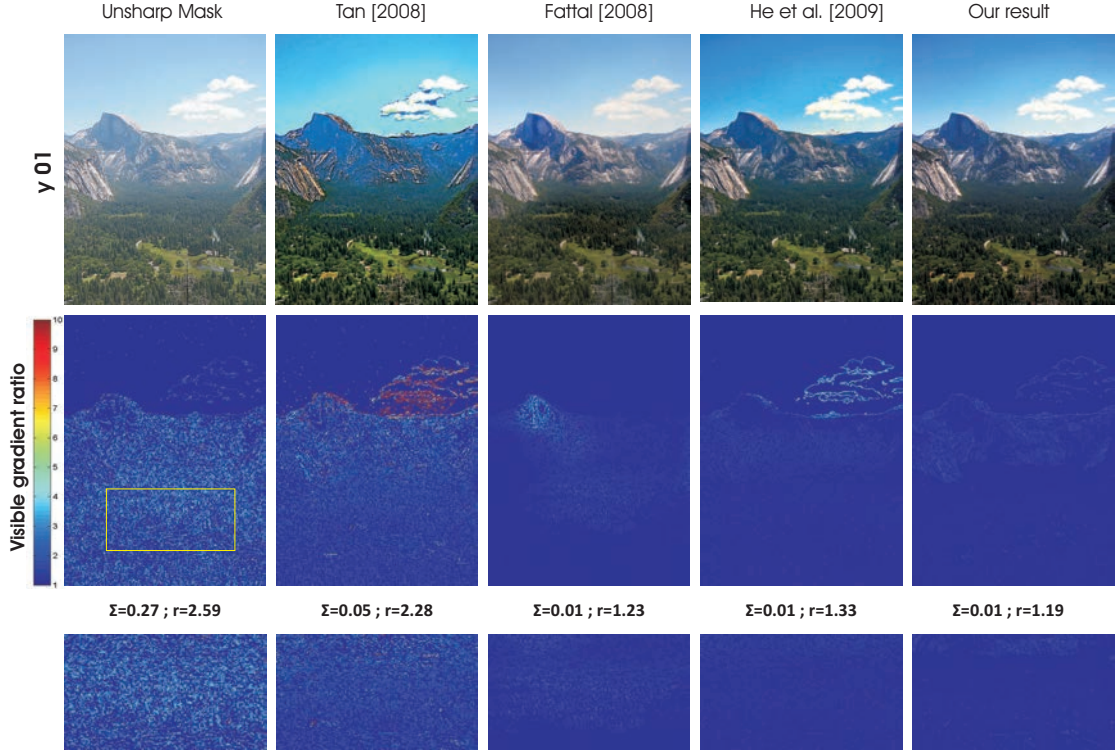 Unsharp Mask
Tan [2008]
Fattal [2008]
He et al. [2009]
Our result
y 01
Visible gradient ratio
10
9
8
7
6
5
4
3
2
1
Σ=0.27 ; r=2.59
Σ=0.05 ; r=2.28
Σ=0.01 ; r=1.23
Σ=0.01 ; r=1.33
Σ=0.01 ; r=1.19